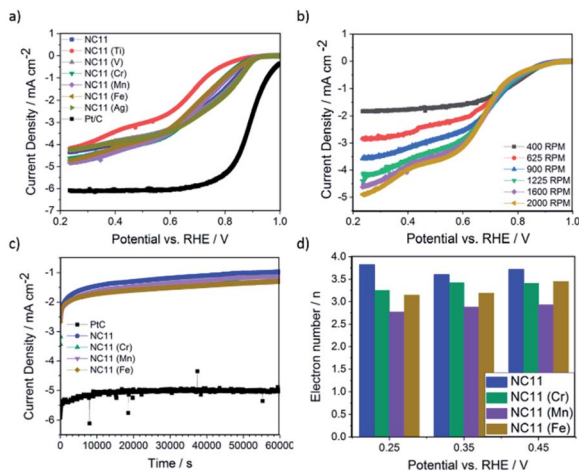 a)
NC11
NC11 (Ti)
NC11 (V)
NC11 (Cr)
NC11 (Mn)
NC11 (Fe)
NC11 (Ag)
Pt/C
Current Density / mA cm-2
0
-1
-2
-3
-4
-5
-6
-7
0.2 0.4 0.6 0.8 1.0
Potential vs. RHE / V
b)
Current Density / mA cm-2
0
-1
-2
-3
-4
-5
400 RPM
625 RPM
900 RPM
1225 RPM
1600 RPM
2000 RPM
0.2 0.4 0.6 0.8 1.0
Potential vs. RHE / V
c)
Current Density / mA cm-2
-1
-2
-3
-4
-5
-6
PtC
NC11
NC11 (Cr)
NC11 (Mn)
NC11 (Fe)
0 10000 20000 30000 40000 50000 60000
Time / s
d)
Electron number / n
4.0
3.5
3.0
2.5
2.0
1.5
1.0
0.5
0.0
NC11
NC11 (Cr)
NC11 (Mn)
NC11 (Fe)
0.25 0.35 0.45
Potential vs. RHE / V